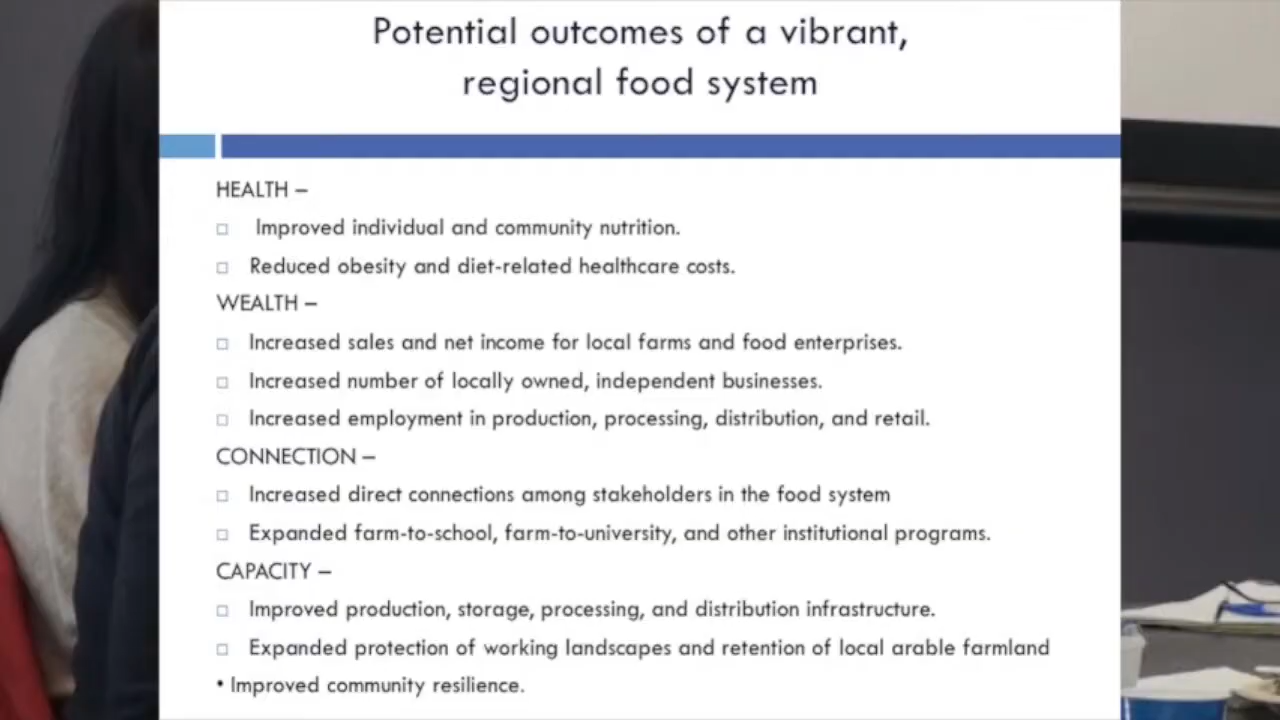 Potential outcomes of a vibrant,
regional food system
HEALTH –
□ Improved individual and community nutrition.
□ Reduced obesity and diet-related healthcare costs.
WEALTH –
□ Increased sales and net income for local farms and food enterprises.
□ Increased number of locally owned, independent businesses.
□ Increased employment in production, processing, distribution, and retail.
CONNECTION –
□ Increased direct connections among stakeholders in the food system
□ Expanded farm-to-school, farm-to-university, and other institutional programs.
CAPACITY –
□ Improved production, storage, processing, and distribution infrastructure.
□ Expanded protection of working landscapes and retention of local arable farmland
• Improved community resilience.